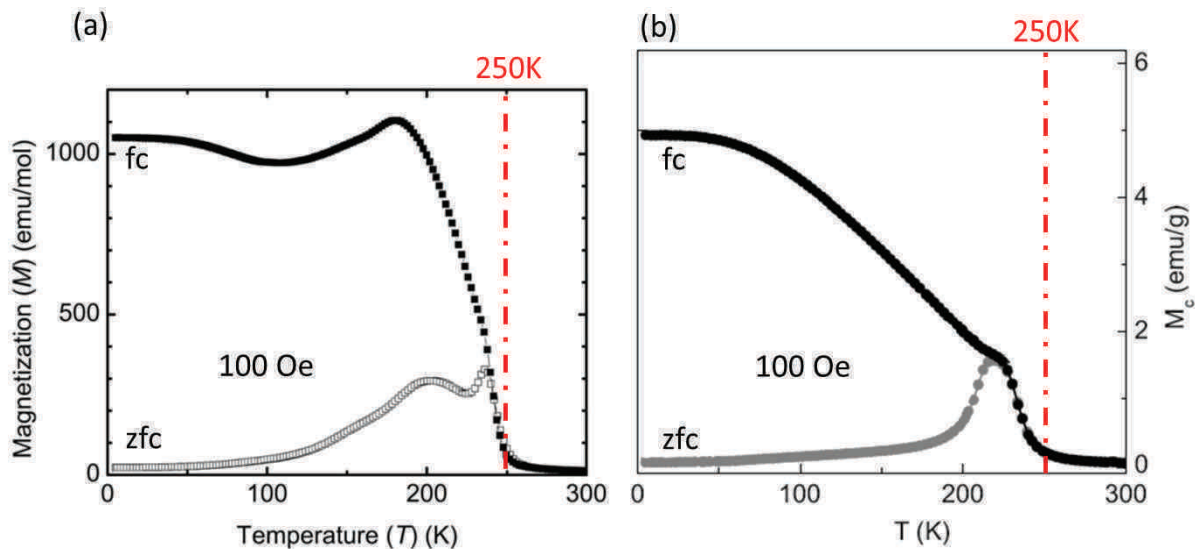 (a)
250K
Magnetization (M) (emu/mol)
1000
500
0
fc
100 Oe
zfc
0 100 200 300
Temperature (T) (K)
(b)
250K
fc
100 Oe
zfc
6
4
2
0
M_c (emu/g)
0 100 200 300
T (K)